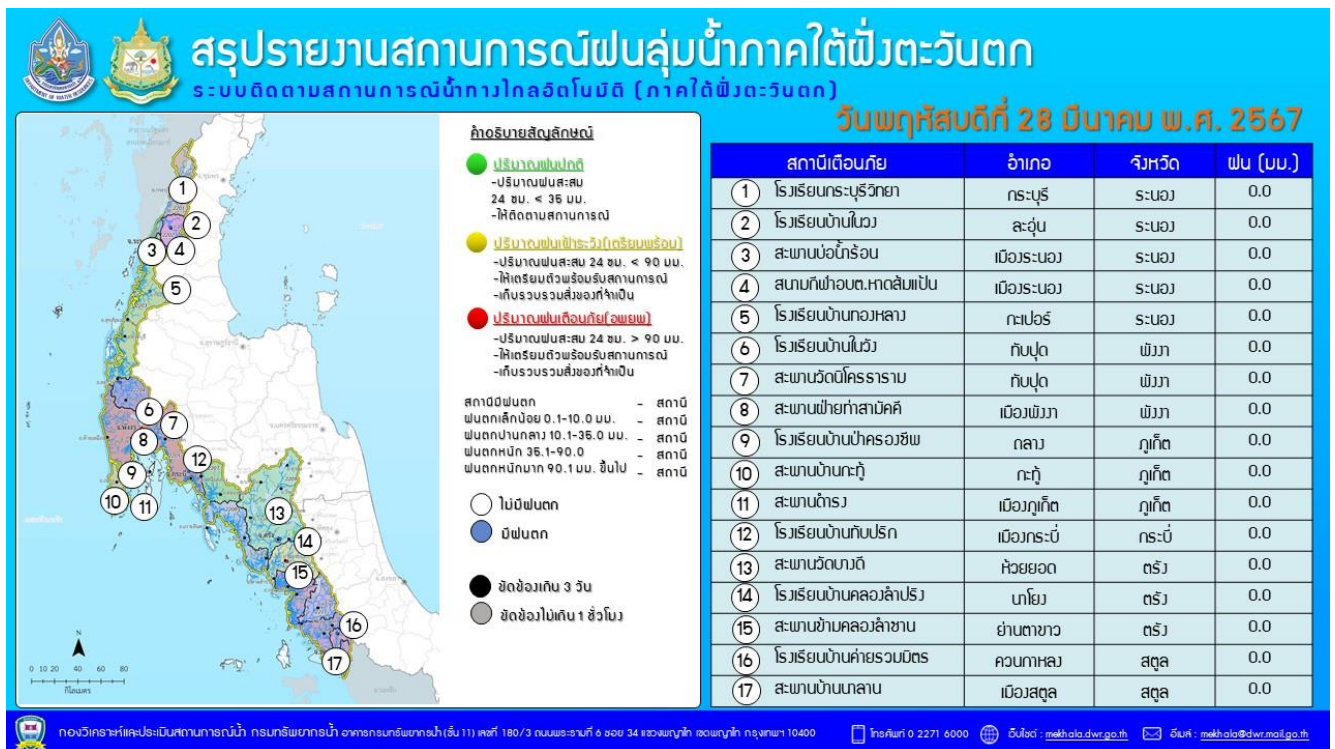 สรุปรายงานสถานการณ์ฝนลุ่มน้ำภาคใต้ฝั่งตะวันตก
ระบบติดตามสถานการณ์น้ำทางไกลอัตโนมัติ (ภาคใต้ฝั่งตะวันตก)
วันพฤหัสบดีที่ 28 มีนาคม พ.ศ. 2567
คำอธิบายสัญลักษณ์
ปริมาณฝนปกติ
-ปริมาณฝนสะสม
24 ชม. < 35 มม.
-ให้ติดตามสถานการณ์
ปริมาณฝนเฝ้าระวัง(เตรียมพร้อม)
-ปริมาณฝนสะสม 24 ชม. < 90 มม.
-ให้เตรียมตัวพร้อมรับสถานการณ์
-เก็บรวบรวมสิ่งของที่จำเป็น
ปริมาณฝนเตือนภัย(อพยพ)
-ปริมาณฝนสะสม 24 ชม. > 90 มม.
-ให้เตรียมตัวพร้อมรับสถานการณ์
-เก็บรวบรวมสิ่งของที่จำเป็น
สถานีมีฝนตก - สถานี
ฝนตกเล็กน้อย 0.1-10.0 มม. - สถานี
ฝนตกปานกลาง 10.1-35.0 มม. - สถานี
ฝนตกหนัก 35.1-90.0 - สถานี
ฝนตกหนักมาก 90.1 มม. ขึ้นไป - สถานี
ไม่มีฝนตก
มีฝนตก
ขัดข้องเกิน 3 วัน
ขัดข้องไม่เกิน 1 ชั่วโมง
1
2
3 4
5
6
7
8
12
9
10 11
13
14
15
16
17
N
0 10 20 40 60 80
กิโลเมตร
สถานีเตือนภัย อำเภอ จังหวัด ฝน (มม.)
1 โรงเรียนกระบุรีวิทยา กระบุรี ระนอง 0.0
2 โรงเรียนบ้านในวง ละอุ่น ระนอง 0.0
3 สะพานบ่อน้ำร้อน เมืองระนอง ระนอง 0.0
4 สนามกีฬาอบต.หาดส้มแป้น เมืองระนอง ระนอง 0.0
5 โรงเรียนบ้านทองหลาง กะเปอร์ ระนอง 0.0
6 โรงเรียนบ้านในวัง ทับปุด พังงา 0.0
7 สะพานวัดนิโครธาราม ทับปุด พังงา 0.0
8 สะพานฝ่ายท่าสามัคคี เมืองพังงา พังงา 0.0
9 โรงเรียนบ้านป่าครองชีพ ถลาง ภูเก็ต 0.0
10 สะพานบ้านกะทู้ กะทู้ ภูเก็ต 0.0
11 สะพานดำรง เมืองภูเก็ต ภูเก็ต 0.0
12 โรงเรียนบ้านทับปริก เมืองกระบี่ กระบี่ 0.0
13 สะพานวัดบางดี ห้วยยอด ตรัง 0.0
14 โรงเรียนบ้านคลองลำปริง นาโยง ตรัง 0.0
15 สะพานข้ามคลองลำชาน ย่านตาขาว ตรัง 0.0
16 โรงเรียนบ้านค่ายรวมมิตร ควนกาหลง สตูล 0.0
17 สะพานบ้านนาลาน เมืองสตูล สตูล 0.0
กองวิเคราะห์และประเมินสถานการณ์น้ำ กรมทรัพยากรน้ำ อาคารกรมทรัพยากรน้ำ (ชั้น 11) เลขที่ 180/3 ถนนพระรามที่ 6 ซอย 34 แขวงพญาไท เขตพญาไท กรุงเทพฯ 10400 โทรศัพท์ 0 2271 6000 เว็บไซต์ : mekhala.dwr.go.th อีเมล์ : mekhala@dwr.mail.go.th